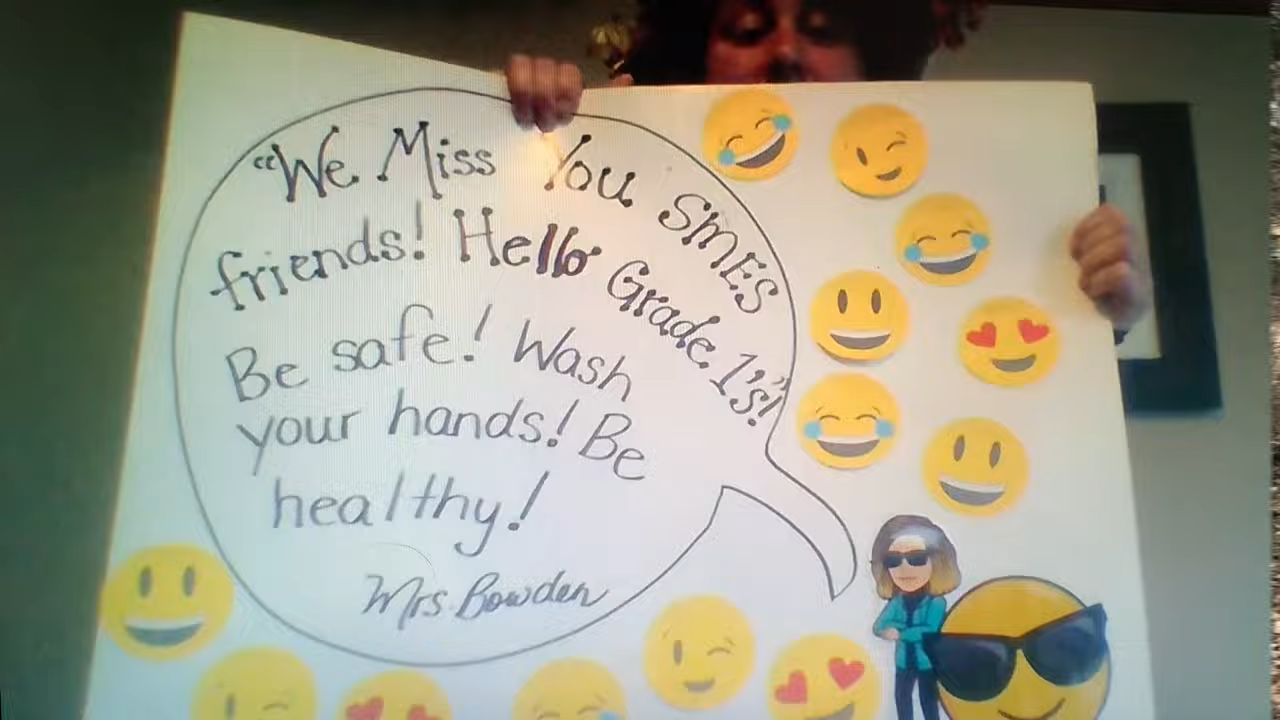 "We Miss You SMES
friends! Hello Grade 1's!"
Be safe! Wash
your hands! Be
healthy!
Mrs. Bowden